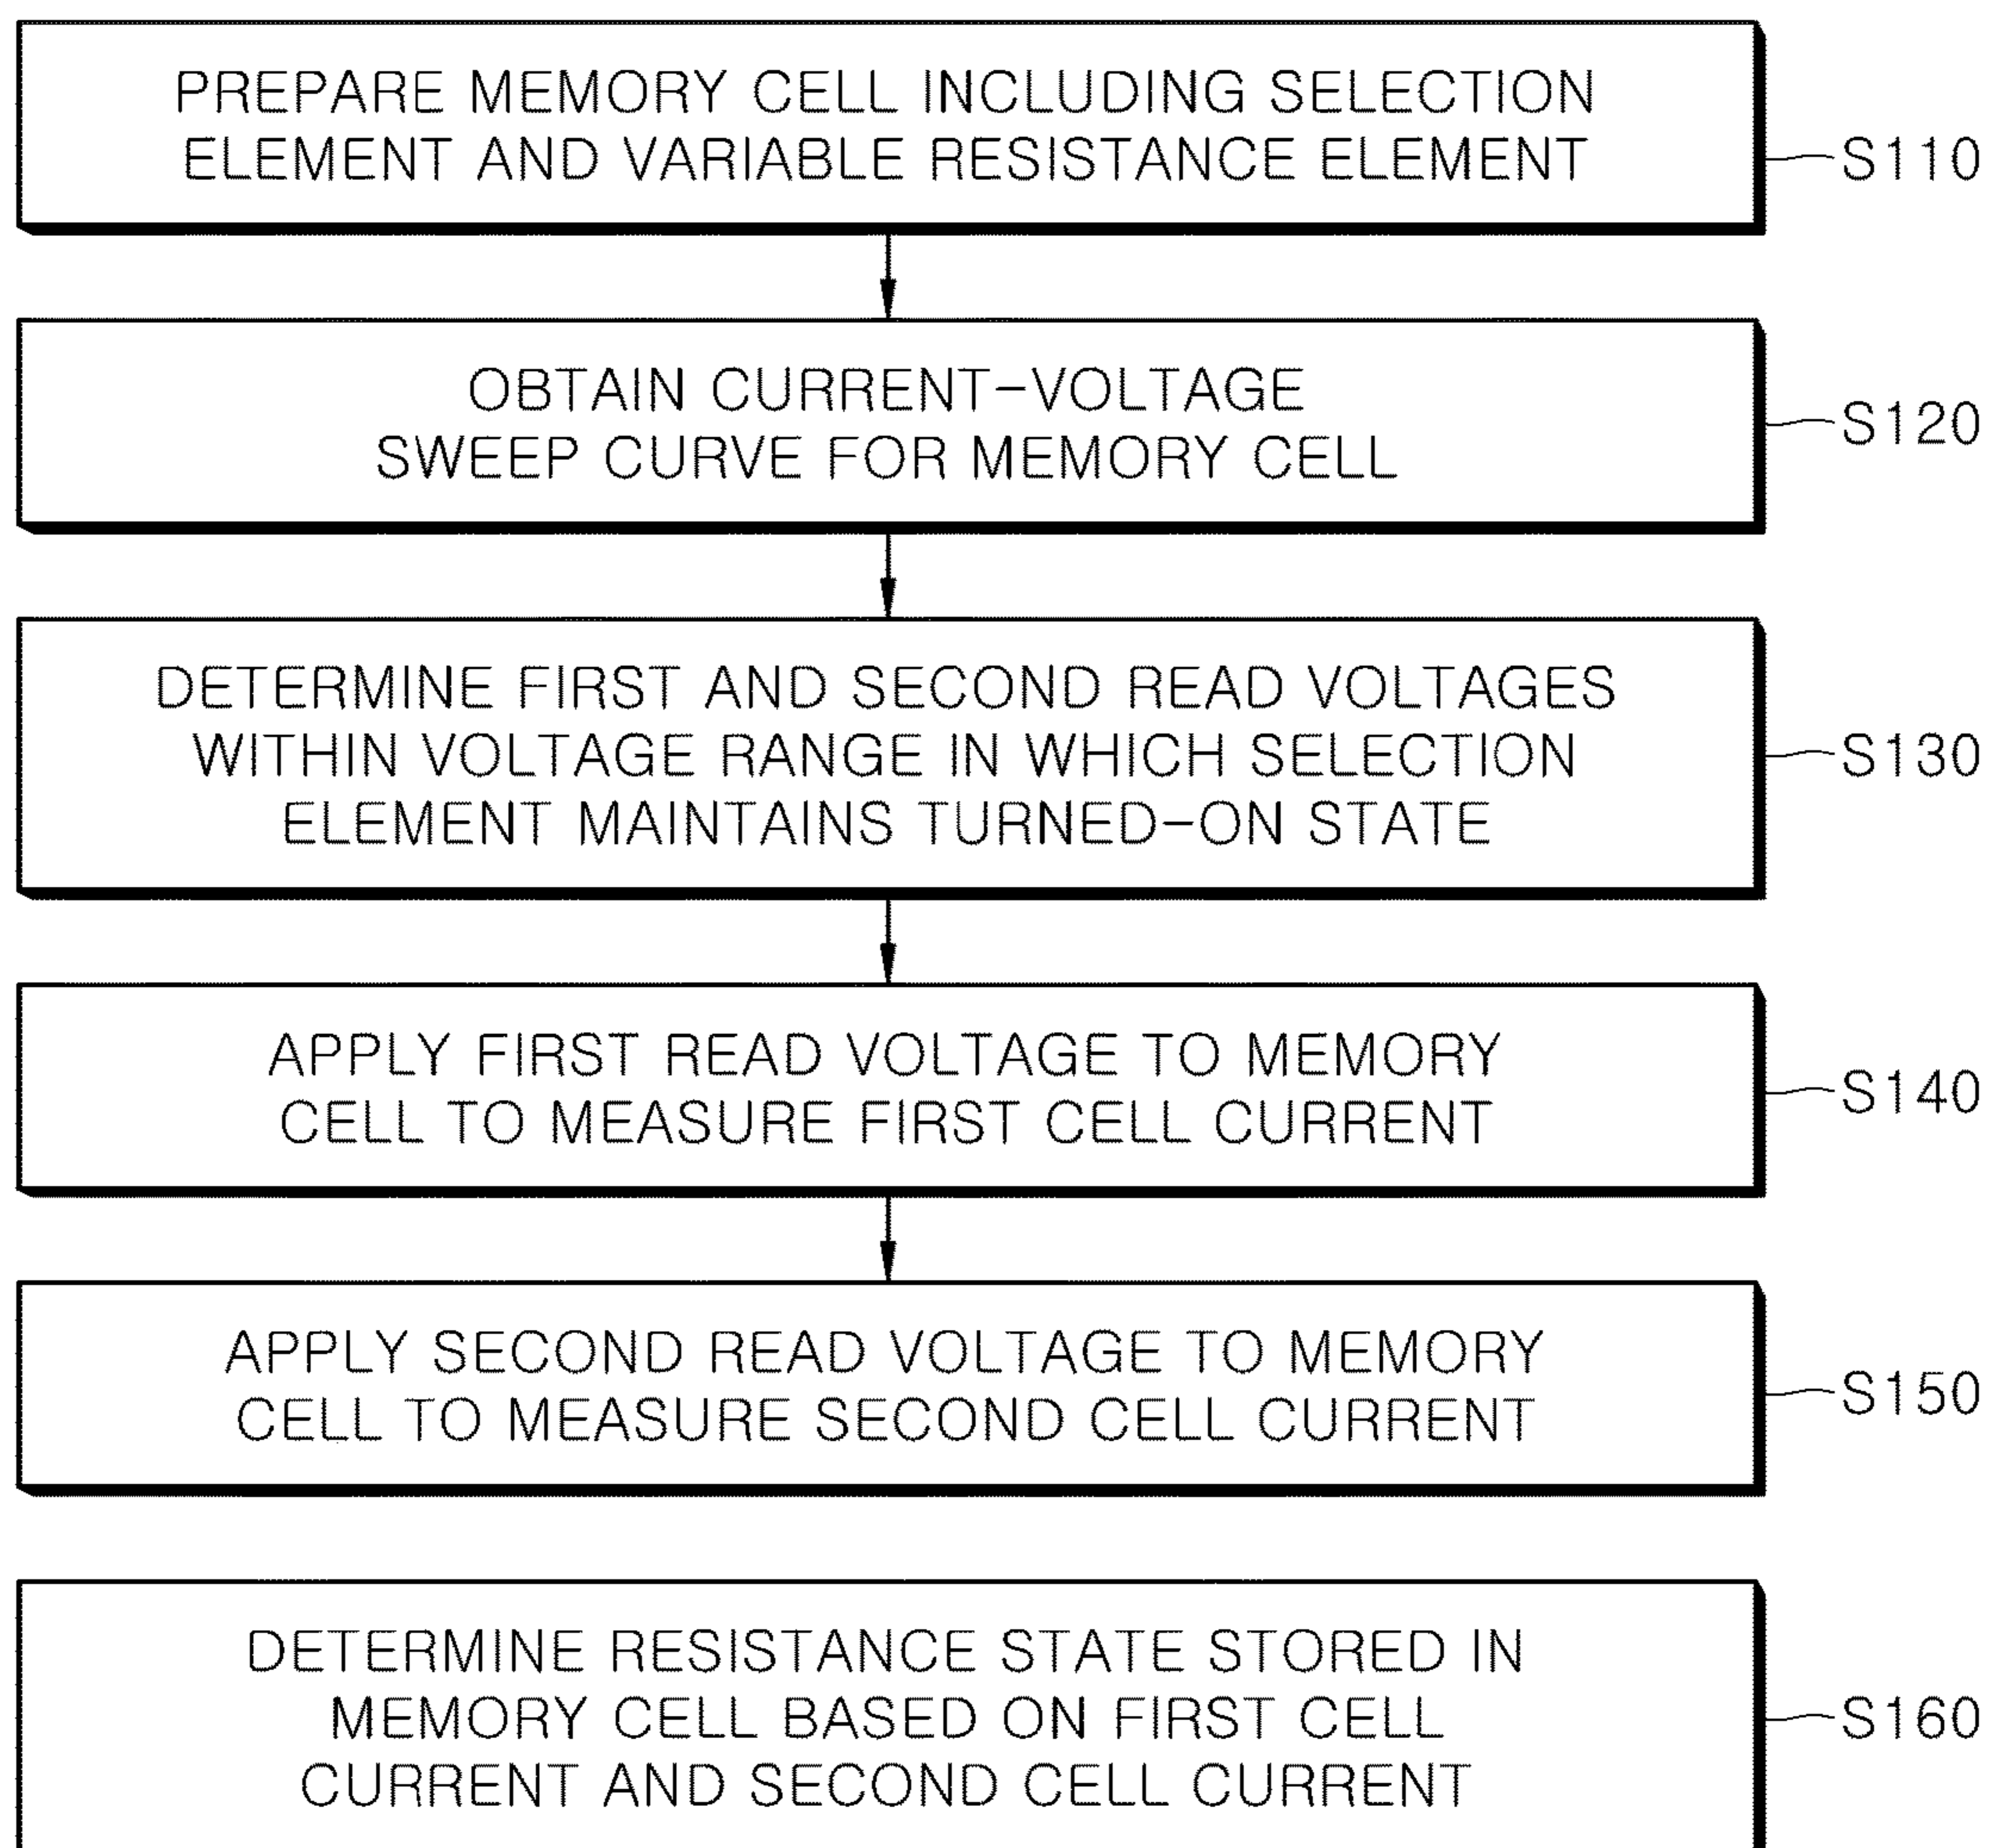 PREPARE MEMORY CELL INCLUDING SELECTION
ELEMENT AND VARIABLE RESISTANCE ELEMENT
S110
OBTAIN CURRENT-VOLTAGE
SWEEP CURVE FOR MEMORY CELL
S120
DETERMINE FIRST AND SECOND READ VOLTAGES
WITHIN VOLTAGE RANGE IN WHICH SELECTION
ELEMENT MAINTAINS TURNED-ON STATE
S130
APPLY FIRST READ VOLTAGE TO MEMORY
CELL TO MEASURE FIRST CELL CURRENT
S140
APPLY SECOND READ VOLTAGE TO MEMORY
CELL TO MEASURE SECOND CELL CURRENT
S150
DETERMINE RESISTANCE STATE STORED IN
MEMORY CELL BASED ON FIRST CELL
CURRENT AND SECOND CELL CURRENT
S160